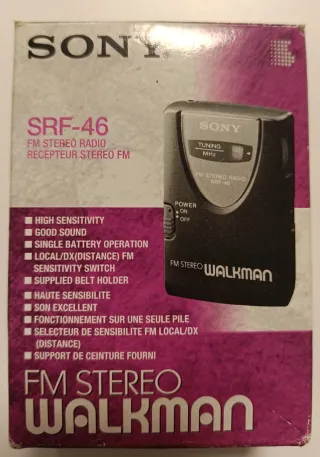 SONY
SRF-46
FM STEREO RADIO
RECEPTEUR STEREO FM
SONY
TUNING
MHz
FM STEREO RADIO
SRF-46
POWER
ON
OFF
FM STEREO WALKMAN
■ HIGH SENSITIVITY
■ GOOD SOUND
■ SINGLE BATTERY OPERATION
■ LOCAL/DX(DISTANCE) FM
SENSITIVITY SWITCH
■ SUPPLIED BELT HOLDER
■ HAUTE SENSIBILITE
■ SON EXCELLENT
■ FONCTIONNEMENT SUR UNE SEULE PILE
■ SELECTEUR DE SENSIBILITE FM LOCAL/DX
(DISTANCE)
■ SUPPORT DE CEINTURE FOURNI
FM STEREO
WALKMAN